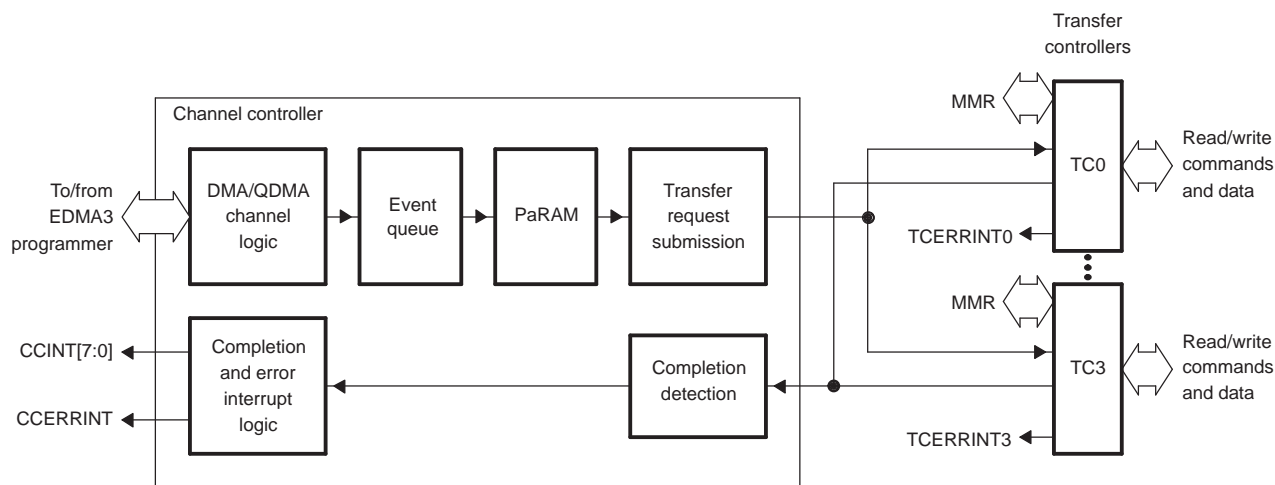 Transfer
controllers
Channel controller
To/from
EDMA3
programmer
DMA/QDMA
channel
logic
Event
queue
PaRAM
Transfer
request
submission
MMR
TC0
Read/write
commands
and data
TCERRINT0
MMR
TC3
Read/write
commands
and data
TCERRINT3
CCINT[7:0]
CCERRINT
Completion
and error
interrupt
logic
Completion
detection